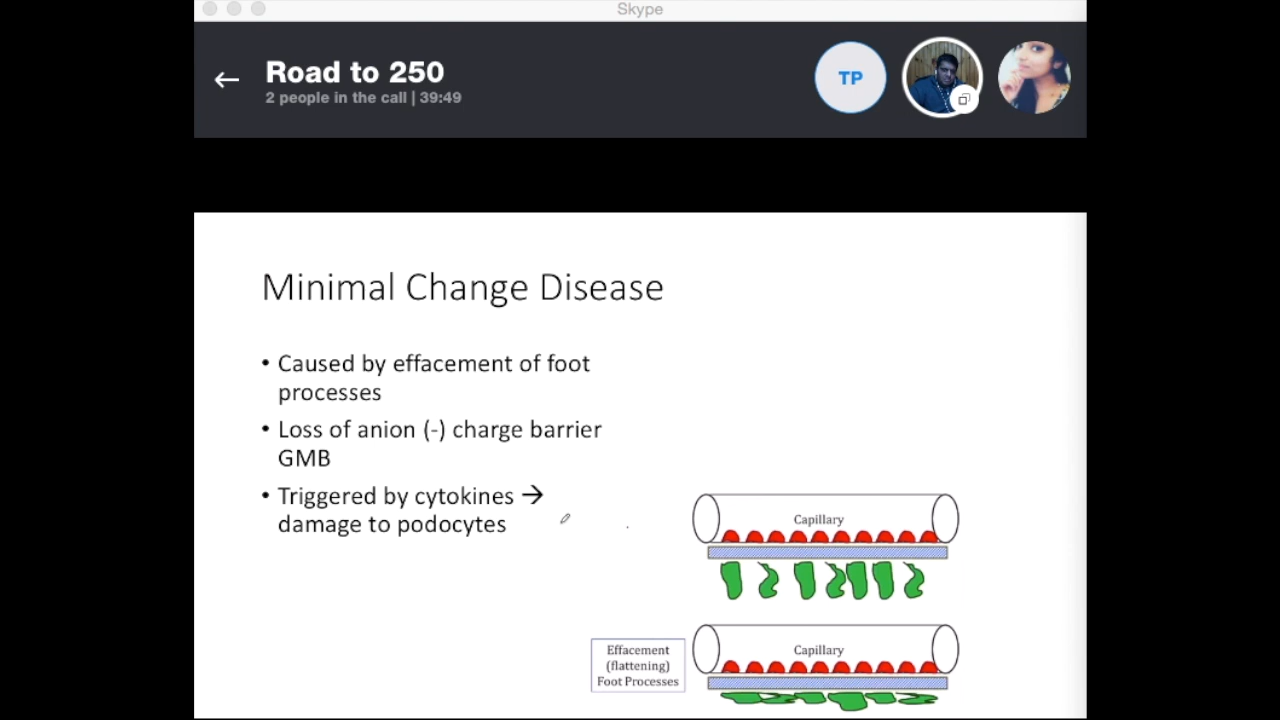 Skype
Road to 250
2 people in the call | 39:49
TP
Minimal Change Disease
• Caused by effacement of foot
processes
• Loss of anion (-) charge barrier
GMB
• Triggered by cytokines →
damage to podocytes
Capillary
Capillary
Effacement
(flattening)
Foot Processes